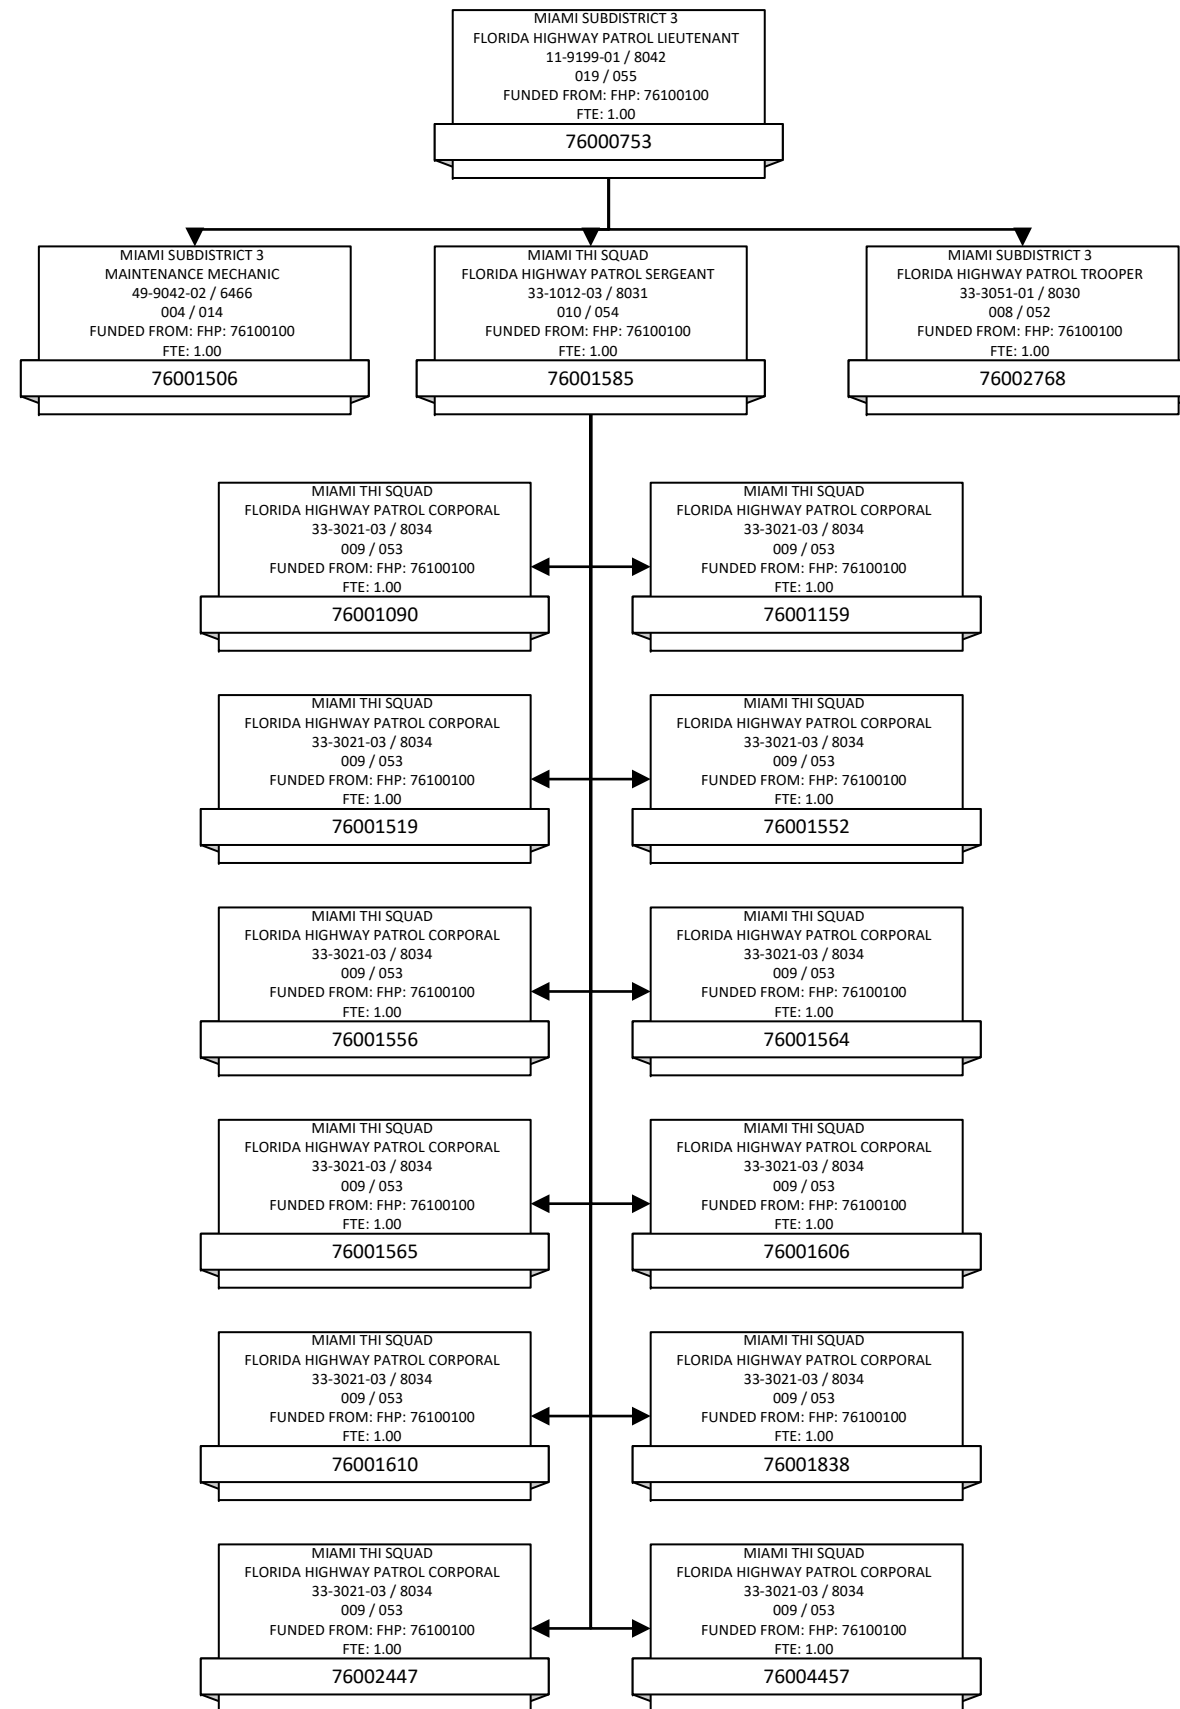 MIAMI SUBDISTRICT 3
FLORIDA HIGHWAY PATROL LIEUTENANT
11-9199-01 / 8042
019 / 055
FUNDED FROM: FHP: 76100100
FTE: 1.00
76000753
MIAMI SUBDISTRICT 3
MAINTENANCE MECHANIC
49-9042-02 / 6466
004 / 014
FUNDED FROM: FHP: 76100100
FTE: 1.00
76001506
MIAMI THI SQUAD
FLORIDA HIGHWAY PATROL SERGEANT
33-1012-03 / 8031
010 / 054
FUNDED FROM: FHP: 76100100
FTE: 1.00
76001585
MIAMI SUBDISTRICT 3
FLORIDA HIGHWAY PATROL TROOPER
33-3051-01 / 8030
008 / 052
FUNDED FROM: FHP: 76100100
FTE: 1.00
76002768
MIAMI THI SQUAD
FLORIDA HIGHWAY PATROL CORPORAL
33-3021-03 / 8034
009 / 053
FUNDED FROM: FHP: 76100100
FTE: 1.00
76001090
MIAMI THI SQUAD
FLORIDA HIGHWAY PATROL CORPORAL
33-3021-03 / 8034
009 / 053
FUNDED FROM: FHP: 76100100
FTE: 1.00
76001159
MIAMI THI SQUAD
FLORIDA HIGHWAY PATROL CORPORAL
33-3021-03 / 8034
009 / 053
FUNDED FROM: FHP: 76100100
FTE: 1.00
76001519
MIAMI THI SQUAD
FLORIDA HIGHWAY PATROL CORPORAL
33-3021-03 / 8034
009 / 053
FUNDED FROM: FHP: 76100100
FTE: 1.00
76001552
MIAMI THI SQUAD
FLORIDA HIGHWAY PATROL CORPORAL
33-3021-03 / 8034
009 / 053
FUNDED FROM: FHP: 76100100
FTE: 1.00
76001556
MIAMI THI SQUAD
FLORIDA HIGHWAY PATROL CORPORAL
33-3021-03 / 8034
009 / 053
FUNDED FROM: FHP: 76100100
FTE: 1.00
76001564
MIAMI THI SQUAD
FLORIDA HIGHWAY PATROL CORPORAL
33-3021-03 / 8034
009 / 053
FUNDED FROM: FHP: 76100100
FTE: 1.00
76001565
MIAMI THI SQUAD
FLORIDA HIGHWAY PATROL CORPORAL
33-3021-03 / 8034
009 / 053
FUNDED FROM: FHP: 76100100
FTE: 1.00
76001606
MIAMI THI SQUAD
FLORIDA HIGHWAY PATROL CORPORAL
33-3021-03 / 8034
009 / 053
FUNDED FROM: FHP: 76100100
FTE: 1.00
76001610
MIAMI THI SQUAD
FLORIDA HIGHWAY PATROL CORPORAL
33-3021-03 / 8034
009 / 053
FUNDED FROM: FHP: 76100100
FTE: 1.00
76001838
MIAMI THI SQUAD
FLORIDA HIGHWAY PATROL CORPORAL
33-3021-03 / 8034
009 / 053
FUNDED FROM: FHP: 76100100
FTE: 1.00
76002447
MIAMI THI SQUAD
FLORIDA HIGHWAY PATROL CORPORAL
33-3021-03 / 8034
009 / 053
FUNDED FROM: FHP: 76100100
FTE: 1.00
76004457